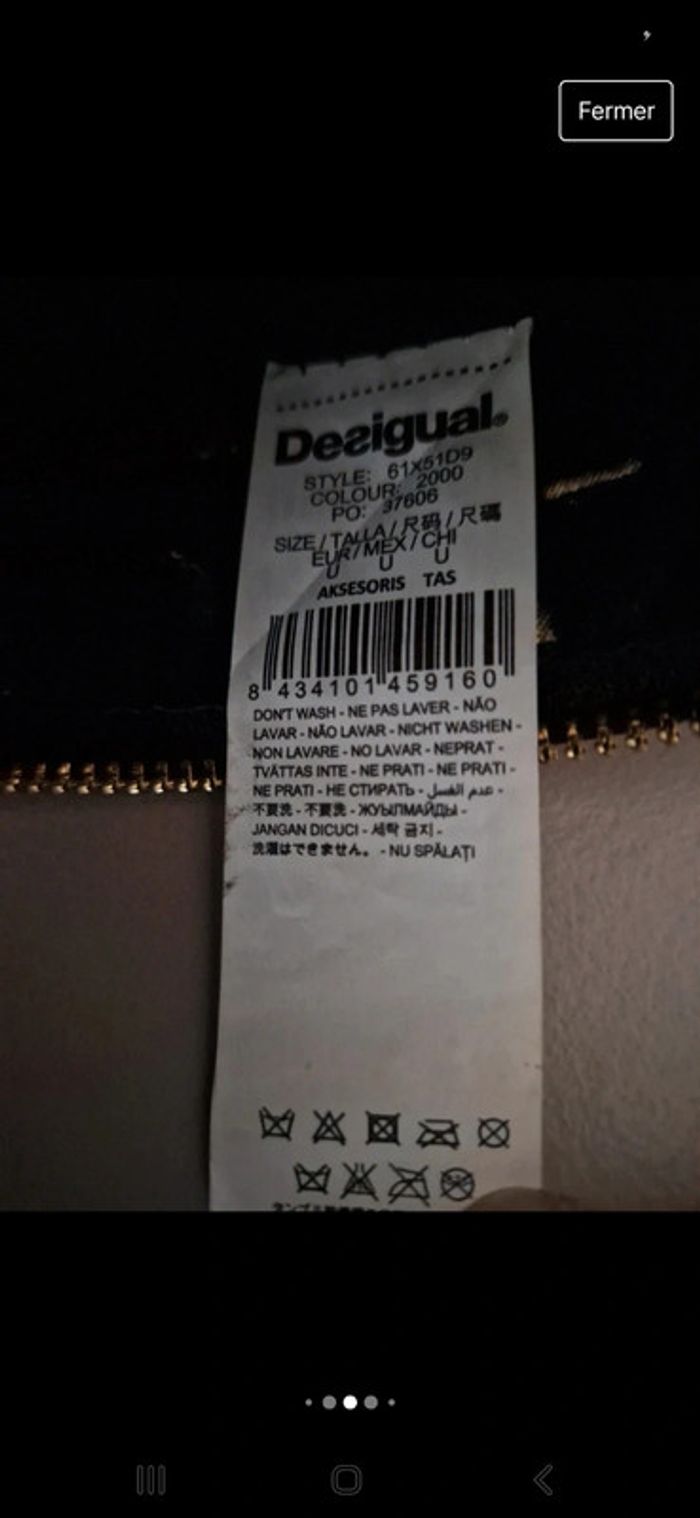 Fermer
Desigual®
STYLE: 61X51D9
COLOUR: 2000
PO: 37606
SIZE / TALLA / 尺码 / 尺碼
EUR / MEX / CHI
U U U
AKSESORIS TAS
8 434101 459160
DON'T WASH - NE PAS LAVER - NÃO
LAVAR - NÃO LAVAR - NICHT WASHEN -
NON LAVARE - NO LAVAR - NEPRAT -
TVÄTTAS INTE - NE PRATI - NE PRATI -
NE PRATI - НЕ СТИРАТЬ - عدم الغسل -
不要洗 - 不要洗 - ЖУЫЛМАЙДЫ -
JANGAN DICUCI - 세탁 금지 -
洗濯はできません。 - NU SPĂLAȚI